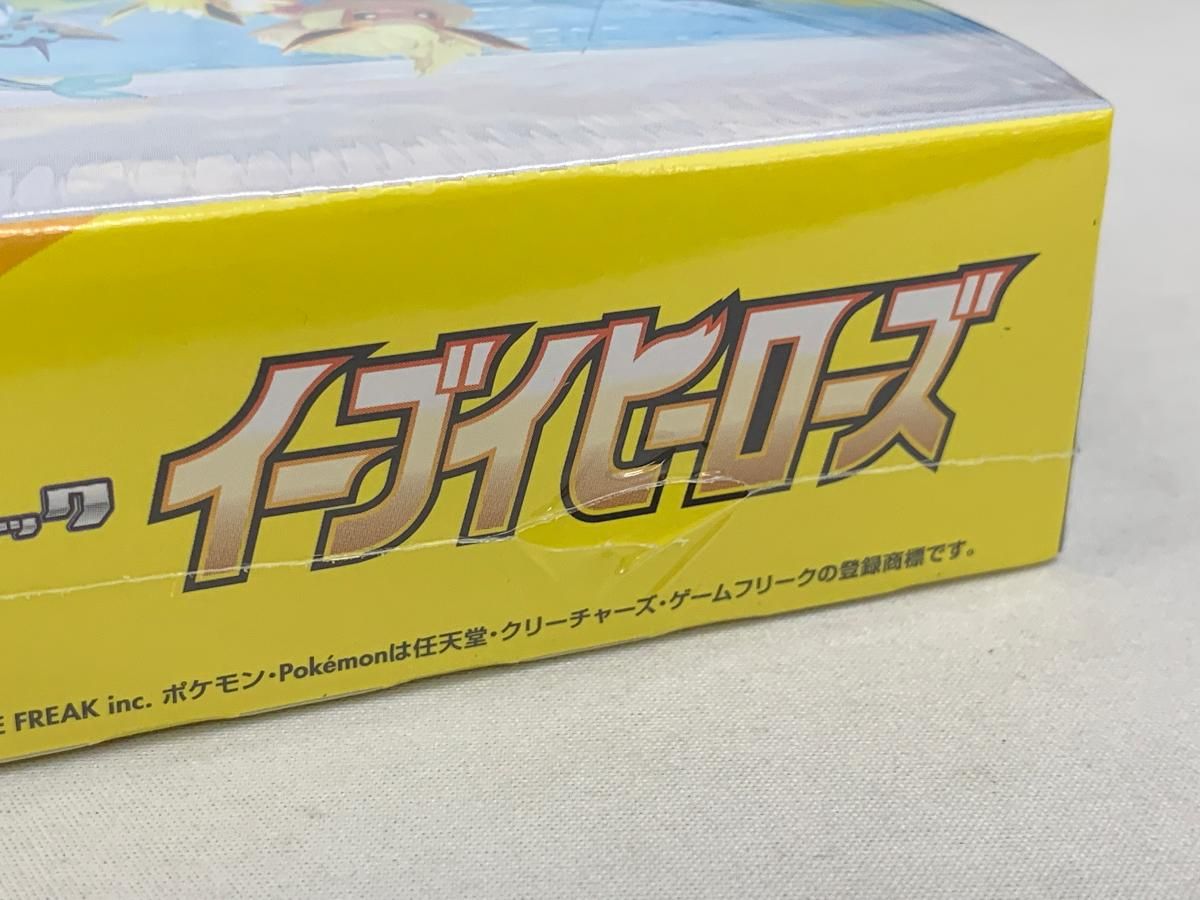 ック イーブイヒーローズ
FREAK inc. ポケモン・Pokémonは任天堂・クリーチャーズ・ゲームフリークの登録商標です。